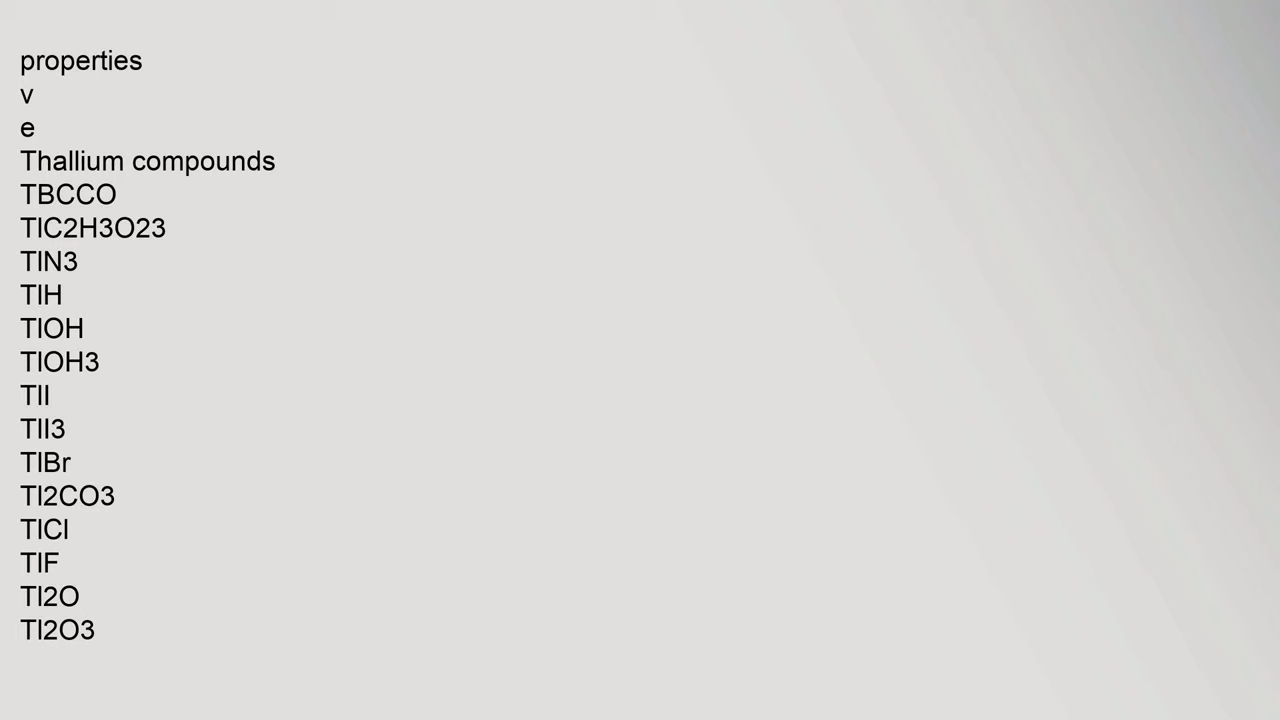 properties
v
e
Thallium compounds
TBCCO
TlC2H3O23
TlN3
TlH
TlOH
TlOH3
TlI
TlI3
TlBr
Tl2CO3
TlCl
TlF
Tl2O
Tl2O3